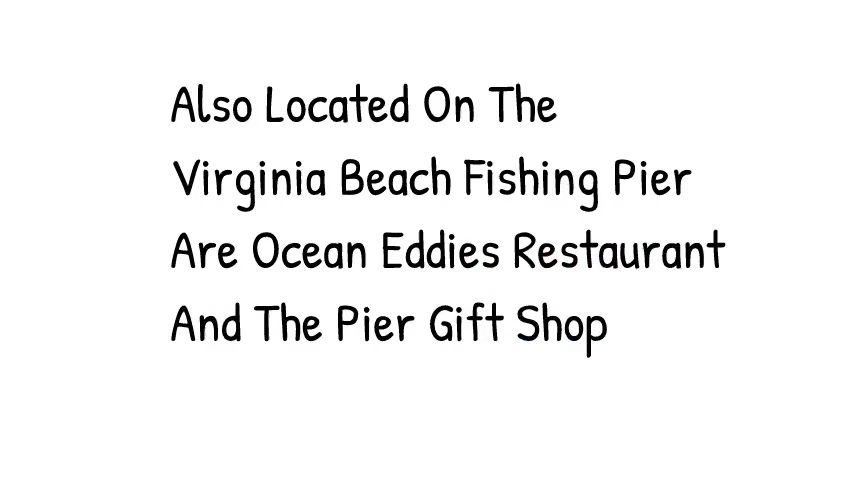 Also Located On The
Virginia Beach Fishing Pier
Are Ocean Eddies Restaurant
And The Pier Gift Shop